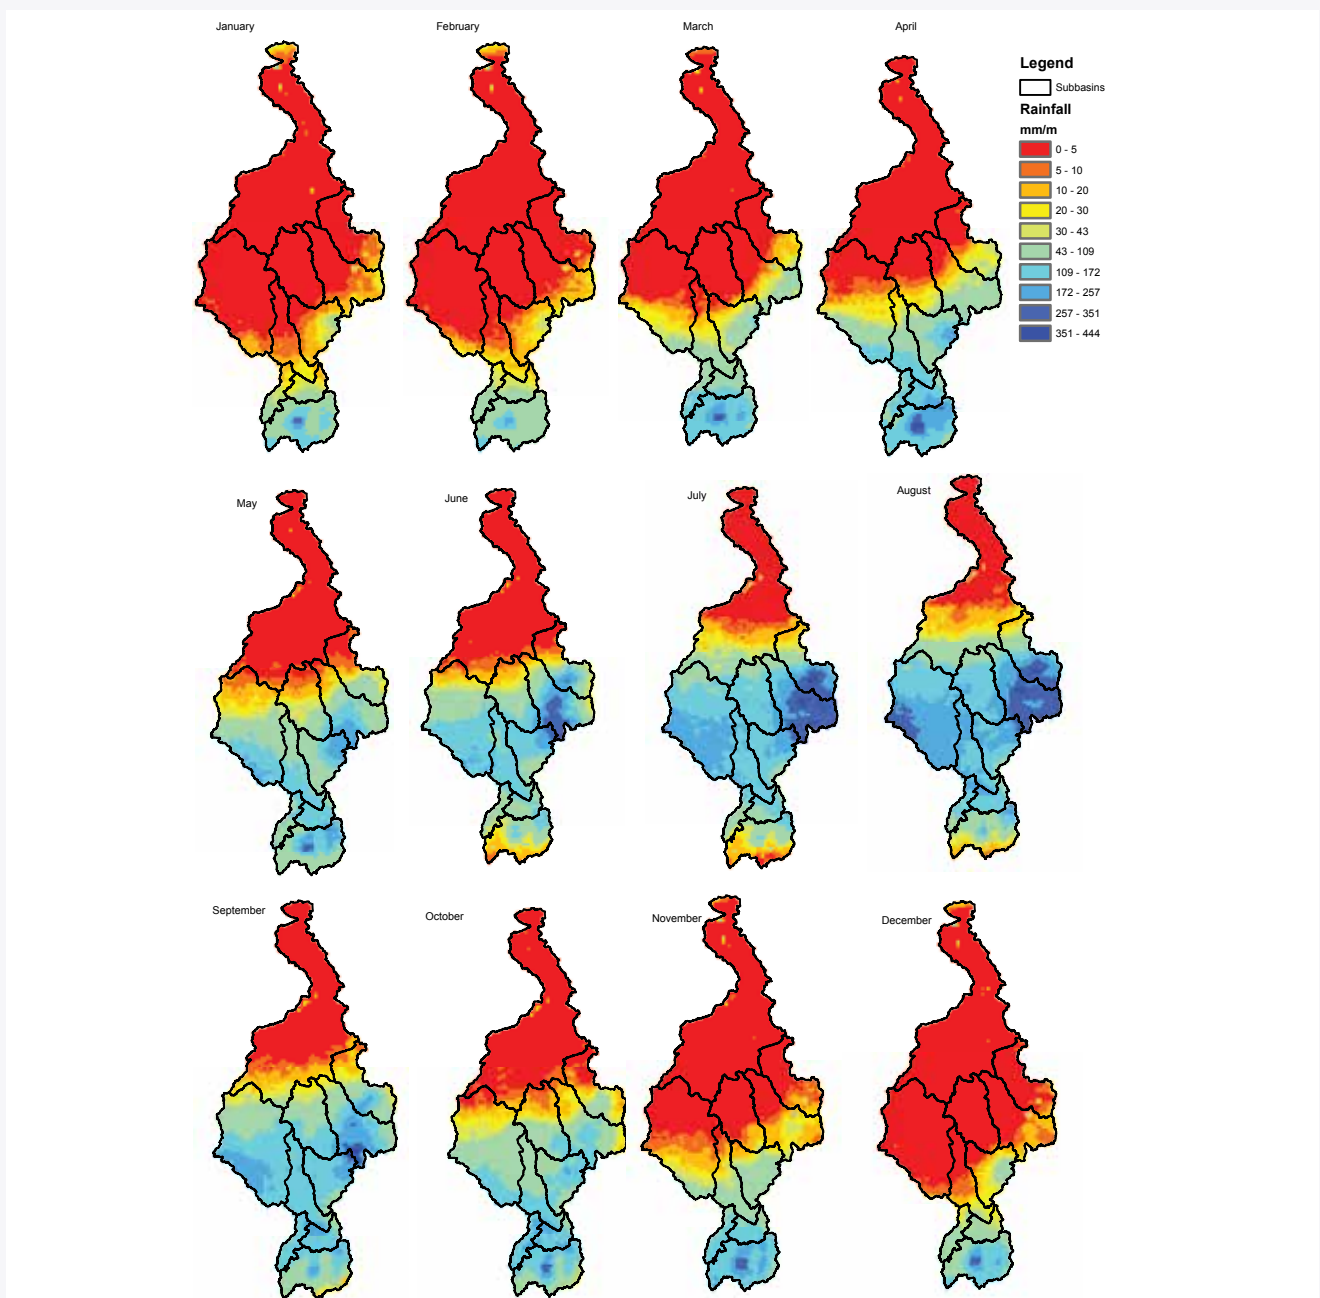 January
February
March
April
Legend
Subbasins
Rainfall
mm/m
0 - 5
5 - 10
10 - 20
20 - 30
30 - 43
43 - 109
109 - 172
172 - 257
257 - 351
351 - 444
May
June
July
August
September
October
November
December